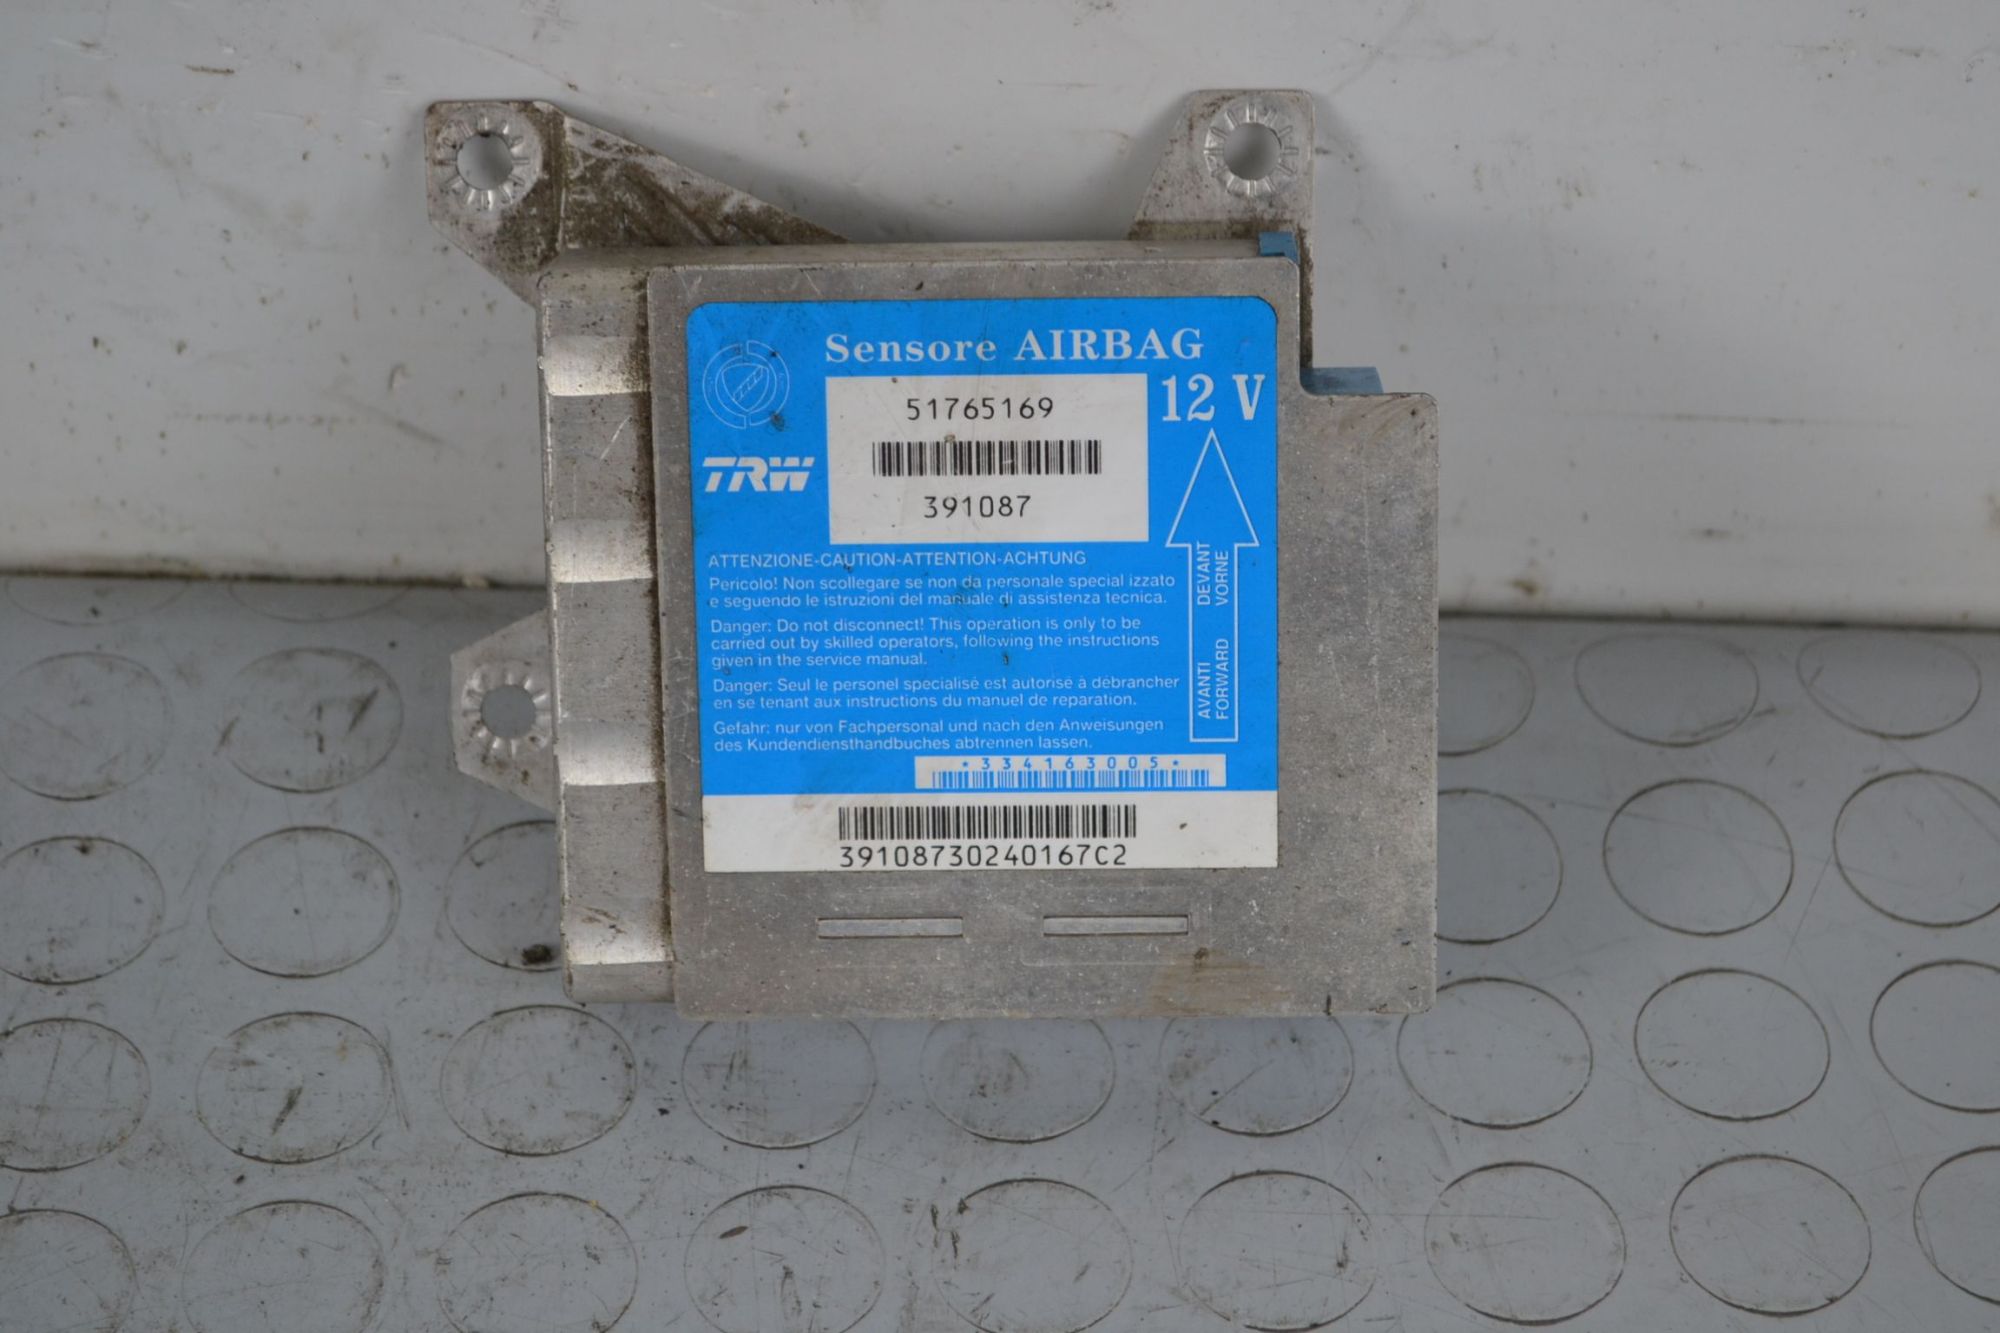 Sensore AIRBAG
12 V
51765169
TRW
391087
ATTENZIONE-CAUTION-ATTENTION-ACHTUNG
Pericolo! Non scollegare se non da personale special izzato
e seguendo le istruzioni del manuale di assistenza tecnica.
Danger: Do not disconnect! This operation is only to be
carried out by skilled operators, following the instructions
given in the service manual.
Danger: Seul le personel specialisé est autorisé à débrancher
en se tenant aux instructions du manuel de reparation.
Gefahr: nur von Fachpersonal und nach den Anweisungen
des Kundendiensthandbuches abtrennen lassen.
AVANTI DEVANT
FORWARD VORNE
*334163005*
39108730240167C2